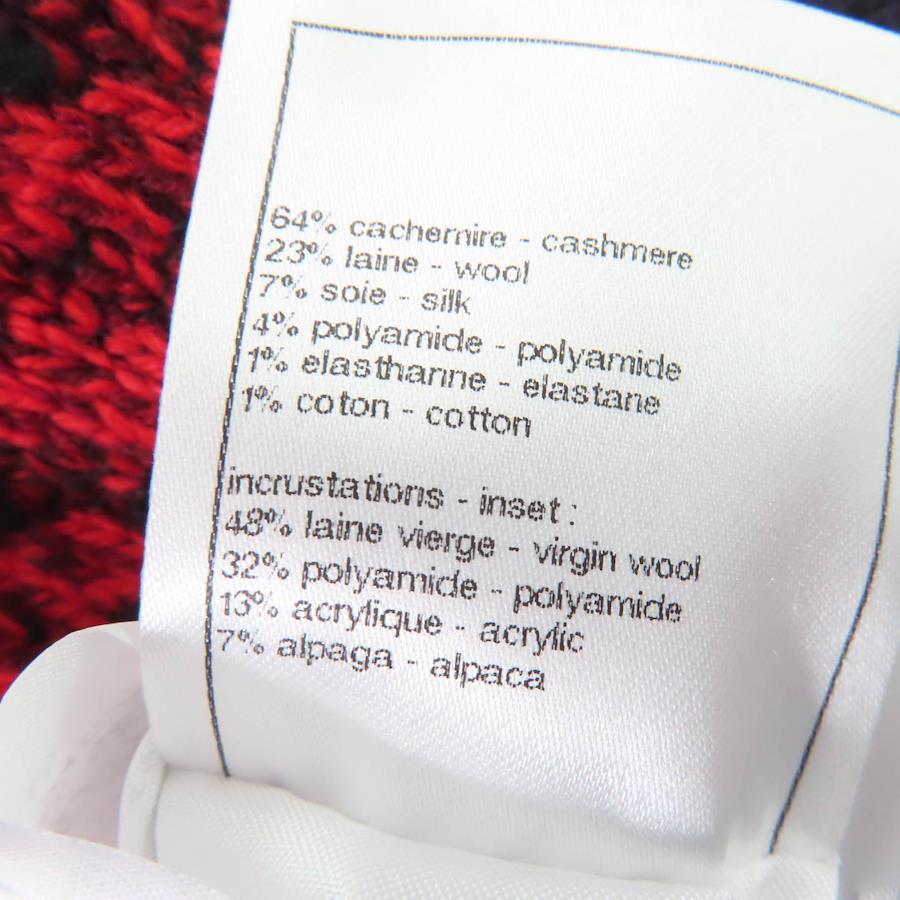 64% cachemire - cashmere
23% laine - wool
7% soie - silk
4% polyamide - polyamide
1% elasthanne - elastane
1% coton - cotton
incrustations - inset :
48% laine vierge - virgin wool
32% polyamide - polyamide
13% acrylique - acrylic
7% alpaga - alpaca